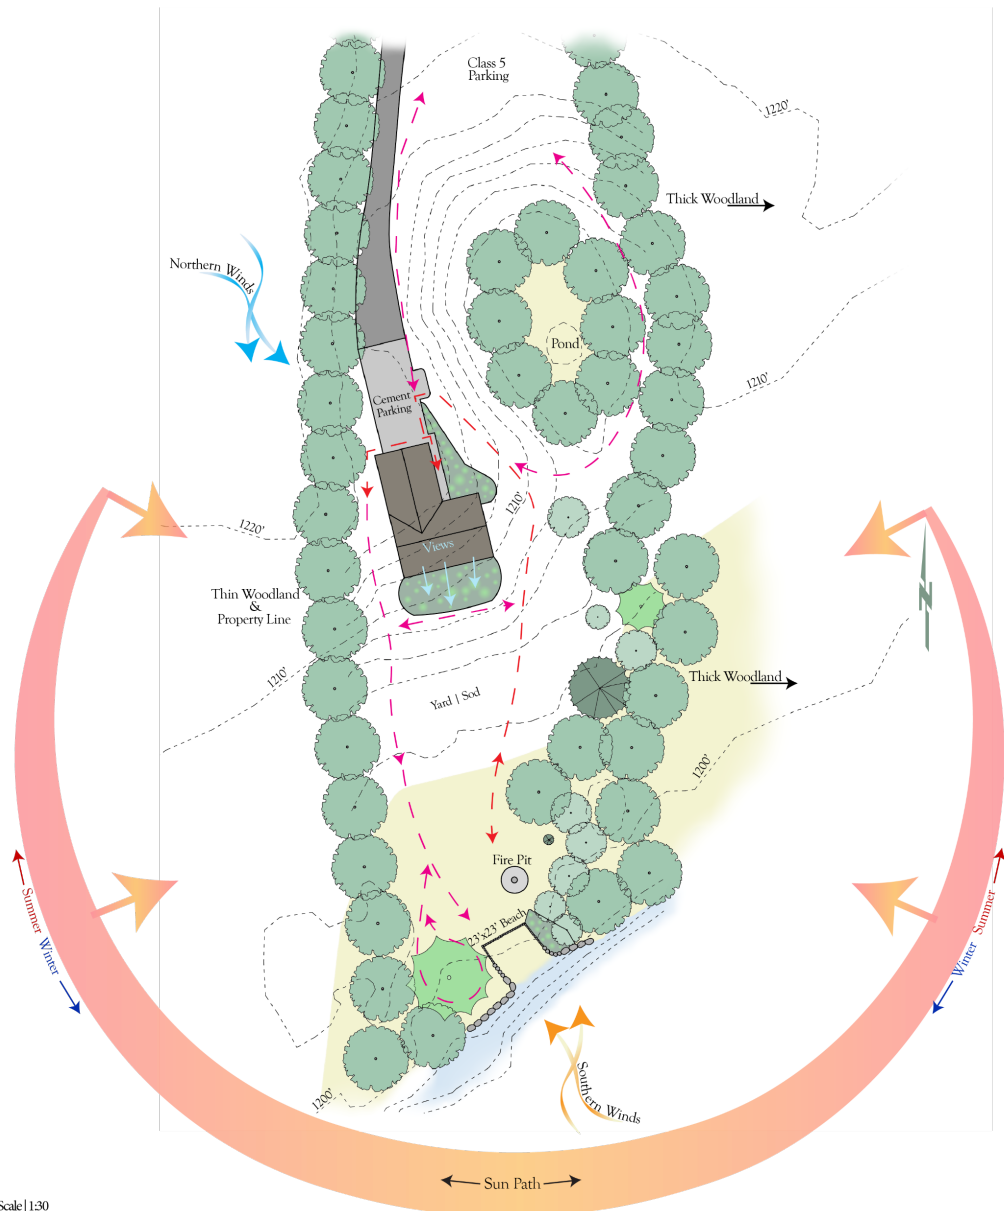 Class 5
Parking
1220'
Thick Woodland
Northern Winds
Pond
1210'
Cement
Parking
1210'
1220'
Views
Thin Woodland
&
Property Line
N
1210'
Thick Woodland
Yard | Sod
1200'
Fire Pit
Summer
Winter
Summer
Winter
23'x23' Beach
Southern Winds
1200'
Sun Path
Scale | 1:30